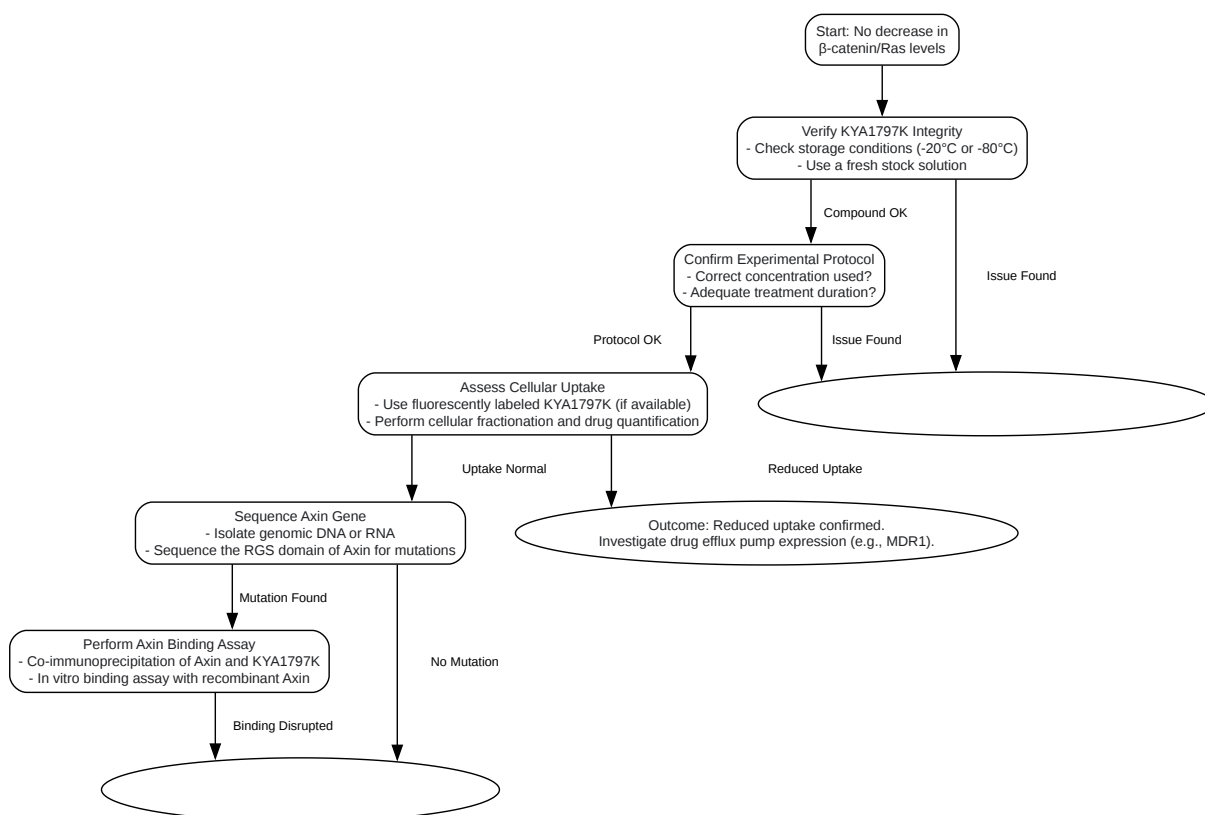 Start: No decrease in
β-catenin/Ras levels
Verify KYA1797K Integrity
- Check storage conditions (-20°C or -80°C)
- Use a fresh stock solution
Compound OK
Issue Found
Confirm Experimental Protocol
- Correct concentration used?
- Adequate treatment duration?
Protocol OK
Issue Found
Assess Cellular Uptake
- Use fluorescently labeled KYA1797K (if available)
- Perform cellular fractionation and drug quantification
Uptake Normal
Reduced Uptake
Sequence Axin Gene
- Isolate genomic DNA or RNA
- Sequence the RGS domain of Axin for mutations
Outcome: Reduced uptake confirmed.
Investigate drug efflux pump expression (e.g., MDR1).
Mutation Found
No Mutation
Perform Axin Binding Assay
- Co-immunoprecipitation of Axin and KYA1797K
- In vitro binding assay with recombinant Axin
Binding Disrupted